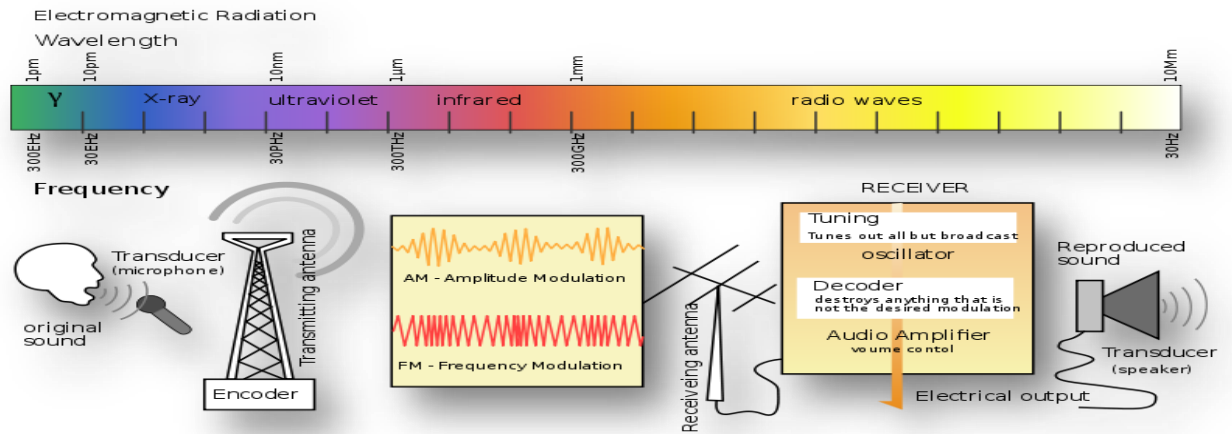 Electromagnetic Radiation
Wavelength
1pm 10pm 10nm 1µm 1mm 10Mm
γ X-ray ultraviolet infrared radio waves
300EHz 30EHz 30PHz 300THz 300GHz 30Hz
Frequency
original
sound
Transducer
(microphone)
Transmitting antenna
Encoder
AM - Amplitude Modulation
FM - Frequency Modulation
Receiveing antenna
RECEIVER
Tuning
Tunes out all but broadcast
oscillator
Decoder
destroys anything that is
not the desired modulation
Audio Amplifier
voume contol
Electrical output
Reproduced
sound
Transducer
(speaker)